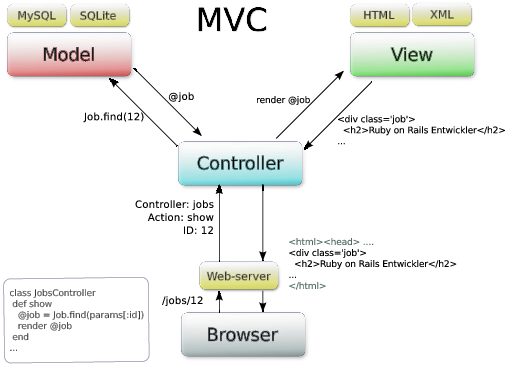 MVC
MySQL
SQLite
HTML
XML
Model
View
@job
render @job
Job.find(12)
<div class='job'>
<h2>Ruby on Rails Entwickler</h2>
...
Controller
Controller: jobs
Action: show
ID: 12
<html><head> ....
<div class='job'>
<h2>Ruby on Rails Entwickler</h2>
...
</html>
Web-server
/jobs/12
Browser
class JobsController
def show
@job = Job.find(params[:id])
render @job
end
...